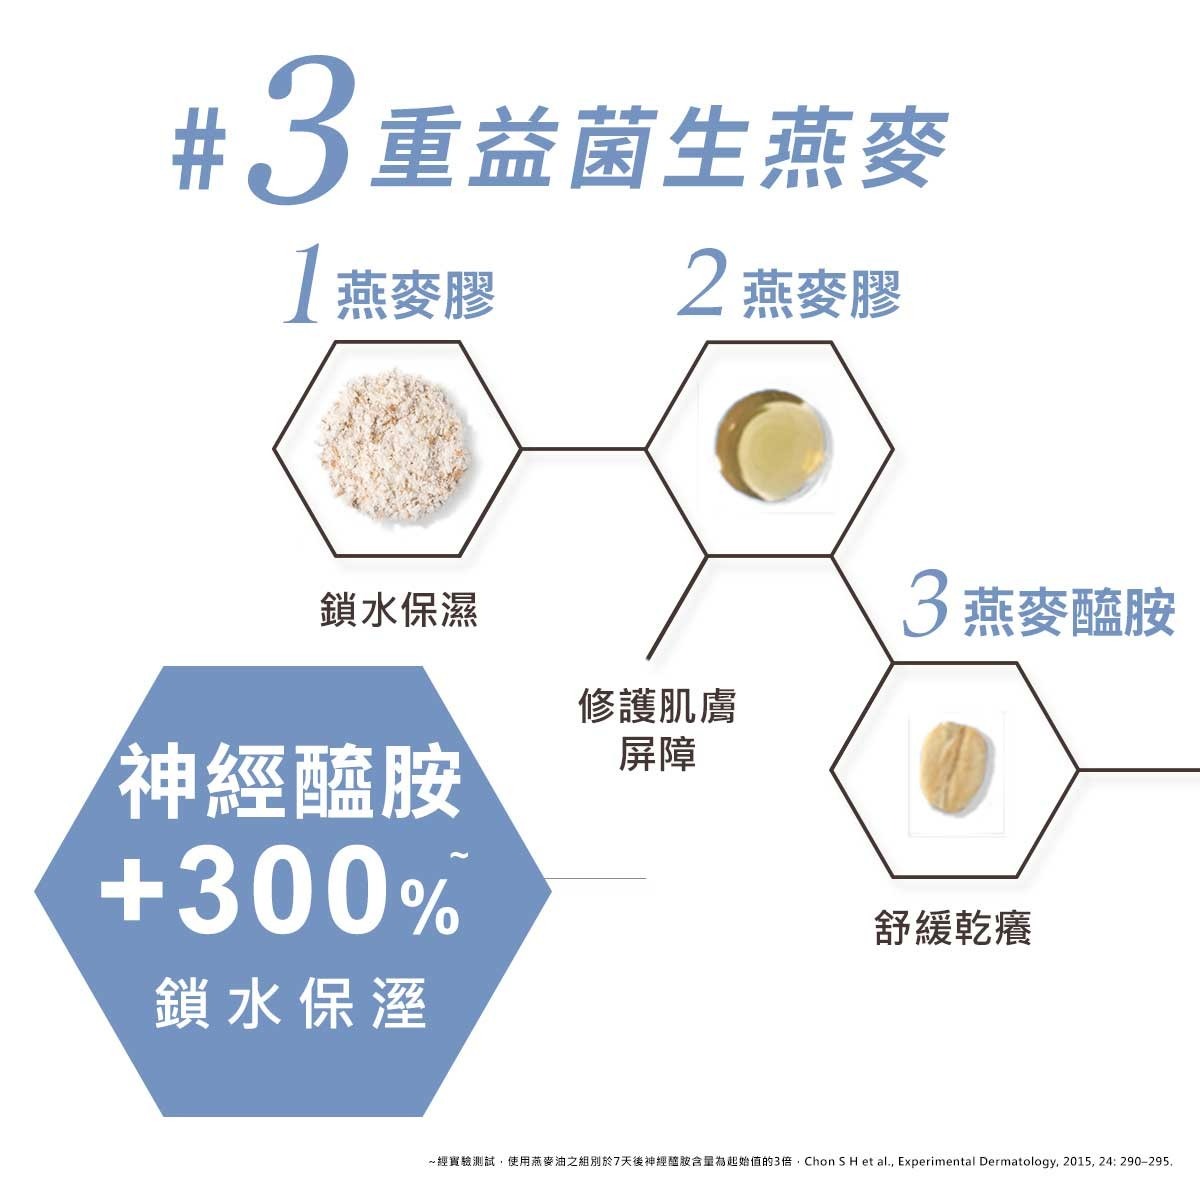 #3重益菌生燕麥
1 燕麥膠
2 燕麥膠
鎖水保濕
修護肌膚
屏障
3 燕麥醯胺
舒緩乾癢
神經醯胺
+300%~
鎖水保溼
~經實驗測試，使用燕麥油之組別於7天後神經醯胺含量為起始值的3倍，Chon S H et al., Experimental Dermatology, 2015, 24: 290–295.